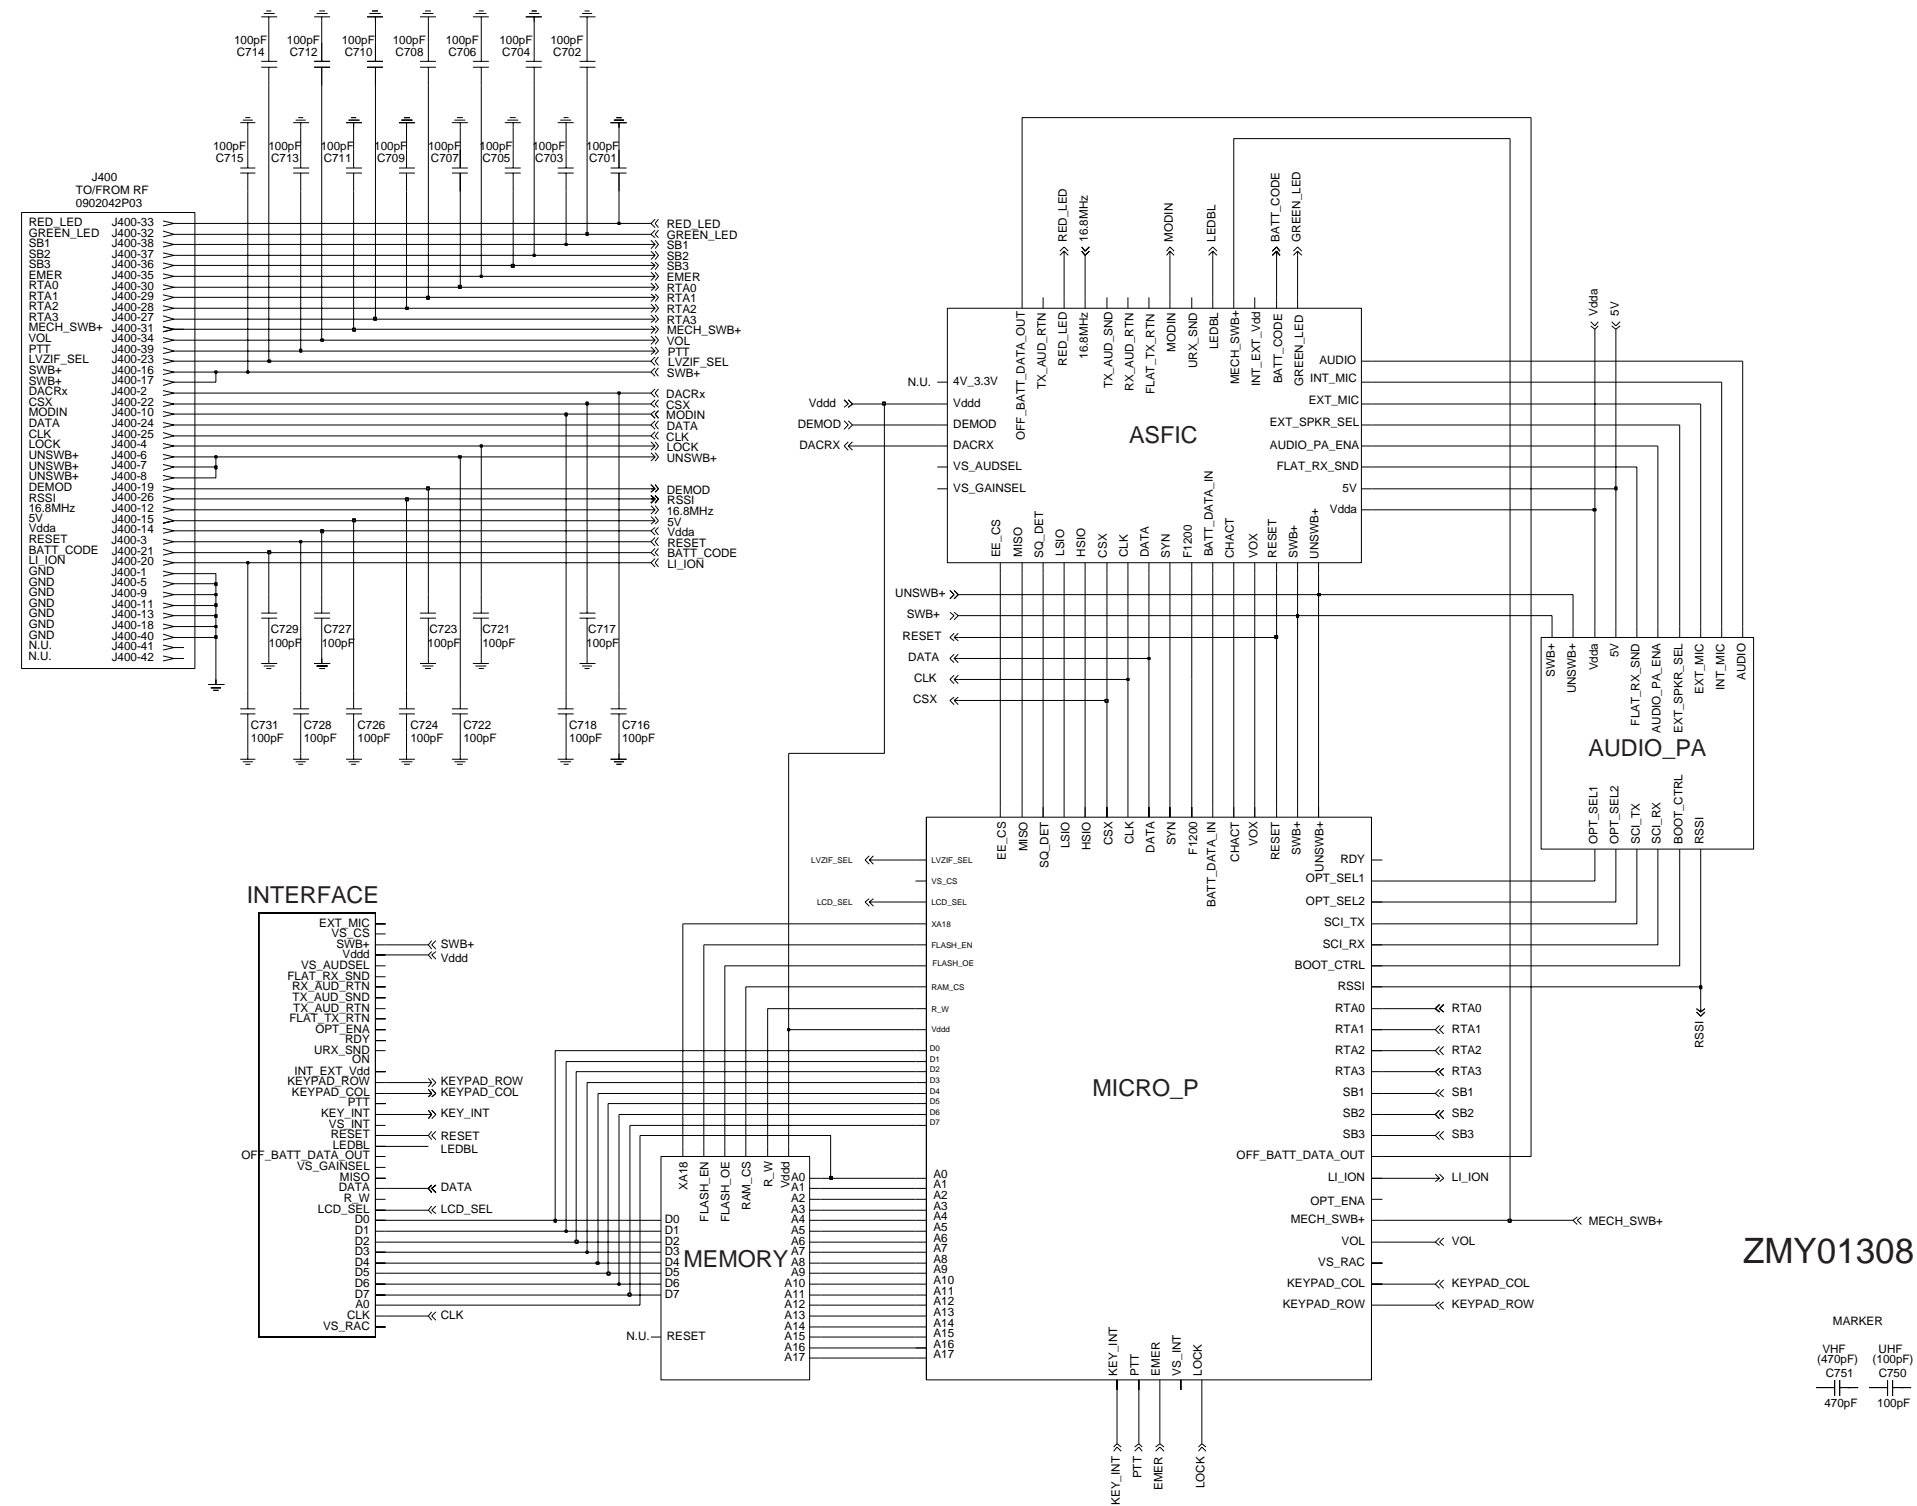 100pF 100pF 100pF 100pF 100pF 100pF 100pF
C714 C712 C710 C708 C706 C704 C702
100pF 100pF 100pF 100pF 100pF 100pF 100pF 100pF
C715 C713 C711 C709 C707 C705 C703 C701
J400
TO/FROM RF
0902042P03
RED_LED J400-33 RED_LED
GREEN_LED J400-32 GREEN_LED
SB1 J400-38 SB1
SB2 J400-37 SB2
SB3 J400-36 SB3
EMER J400-35 EMER
RTA0 J400-30 RTA0
RTA1 J400-29 RTA1
RTA2 J400-28 RTA2
RTA3 J400-27 RTA3
MECH_SWB+ J400-31 MECH_SWB+
VOL J400-34 VOL
PTT J400-39 PTT
LVZIF_SEL J400-23 LVZIF_SEL
SWB+ J400-16 SWB+
SWB+ J400-17
DACRx J400-2 DACRx
CSX J400-22 CSX
MODIN J400-10 MODIN
DATA J400-24 DATA
CLK J400-25 CLK
LOCK J400-4 LOCK
UNSWB+ J400-6 UNSWB+
UNSWB+ J400-7
UNSWB+ J400-8
DEMOD J400-19 DEMOD
RSSI J400-26 RSSI
16.8MHz J400-12 16.8MHz
5V J400-15 5V
Vdda J400-14 Vdda
RESET J400-3 RESET
BATT_CODE J400-21 BATT_CODE
LI_ION J400-20 LI_ION
GND J400-1
GND J400-5
GND J400-9
GND J400-11
GND J400-13
GND J400-18
GND J400-40
N.U. J400-41
N.U. J400-42
C729 C727 C723 C721 C717
100pF 100pF 100pF 100pF 100pF
C731 C728 C726 C724 C722 C718 C716
100pF 100pF 100pF 100pF 100pF 100pF 100pF
RED_LED
16.8MHz
MODIN
LEDBL
BATT_CODE
GREEN_LED
OFF_BATT_DATA_OUT
TX_AUD_RTN
RED_LED
16.8MHz
TX_AUD_SND
RX_AUD_RTN
FLAT_TX_RTN
MODIN
URX_SND
LEDBL
MECH_SWB+
INT_EXT_Vdd
BATT_CODE
GREEN_LED
N.U. 4V_3.3V
Vddd Vddd
DEMOD DEMOD
DACRX DACRX
VS_AUDSEL
VS_GAINSEL
ASFIC
AUDIO
INT_MIC
EXT_MIC
EXT_SPKR_SEL
AUDIO_PA_ENA
FLAT_RX_SND
5V
Vdda
EE_CS
MISO
SQ_DET
LSIO
HSIO
CSX
CLK
DATA
SYN
F1200
BATT_DATA_IN
CHACT
VOX
RESET
SWB+
UNSWB+
Vdda
5V
UNSWB+
SWB+
RESET
DATA
CLK
CSX
SWB+
UNSWB+
Vdda
5V
FLAT_RX_SND
AUDIO_PA_ENA
EXT_SPKR_SEL
EXT_MIC
INT_MIC
AUDIO
AUDIO_PA
OPT_SEL1
OPT_SEL2
SCI_TX
SCI_RX
BOOT_CTRL
RSSI
RSSI
EE_CS
MISO
SQ_DET
LSIO
HSIO
CSX
CLK
DATA
SYN
F1200
BATT_DATA_IN
CHACT
VOX
RESET
SWB+
UNSWB+
LVZIF_SEL LVZIF_SEL
VS_CS
LCD_SEL LCD_SEL
XA18
FLASH_EN
FLASH_OE
RAM_CS
R_W
Vddd
D0
D1
D2
D3
D4
D5
D6
D7
A0
A1
A2
A3
A4
A5
A6
A7
A8
A9
A10
A11
A12
A13
A14
A15
A16
A17
MICRO_P
RDY
OPT_SEL1
OPT_SEL2
SCI_TX
SCI_RX
BOOT_CTRL
RSSI
RTA0 RTA0
RTA1 RTA1
RTA2 RTA2
RTA3 RTA3
SB1 SB1
SB2 SB2
SB3 SB3
OFF_BATT_DATA_OUT
LI_ION LI_ION
OPT_ENA
MECH_SWB+ MECH_SWB+
VOL VOL
VS_RAC
KEYPAD_COL KEYPAD_COL
KEYPAD_ROW KEYPAD_ROW
KEY_INT
PTT
EMER
VS_INT
LOCK
KEY_INT
PTT
EMER
LOCK
INTERFACE
EXT_MIC
VS_CS
SWB+ SWB+
Vddd Vddd
VS_AUDSEL
FLAT_RX_SND
RX_AUD_RTN
TX_AUD_SND
TX_AUD_RTN
FLAT_TX_RTN
OPT_ENA
RDY
URX_SND
ON
INT_EXT_Vdd
KEYPAD_ROW KEYPAD_ROW
KEYPAD_COL KEYPAD_COL
PTT
KEY_INT KEY_INT
VS_INT
RESET RESET
LEDBL LEDBL
OFF_BATT_DATA_OUT
VS_GAINSEL
MISO
DATA DATA
R_W
LCD_SEL LCD_SEL
D0
D1
D2
D3
D4
D5
D6
D7
A0
CLK CLK
VS_RAC
XA18
FLASH_EN
FLASH_OE
RAM_CS
R_W
Vddd
D0
D1
D2
D3
D4
D5
D6
D7
MEMORY
N.U. RESET
A0
A1
A2
A3
A4
A5
A6
A7
A8
A9
A10
A11
A12
A13
A14
A15
A16
A17
ZMY01308
MARKER
VHF UHF
(470pF) (100pF)
C751 C750
470pF 100pF